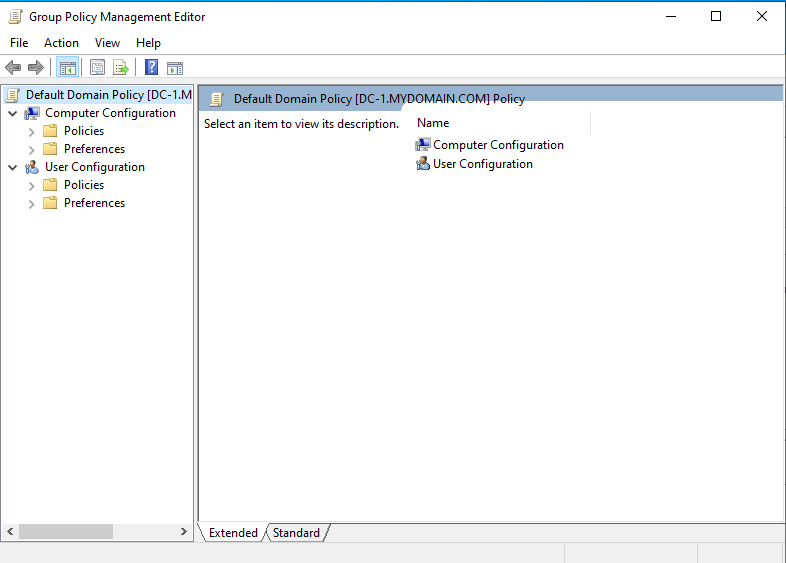 Group Policy Management Editor
File Action View Help
Default Domain Policy [DC-1.M
Computer Configuration
Policies
Preferences
User Configuration
Policies
Preferences
Default Domain Policy [DC-1.MYDOMAIN.COM] Policy
Select an item to view its description.
Name
Computer Configuration
User Configuration
Extended Standard